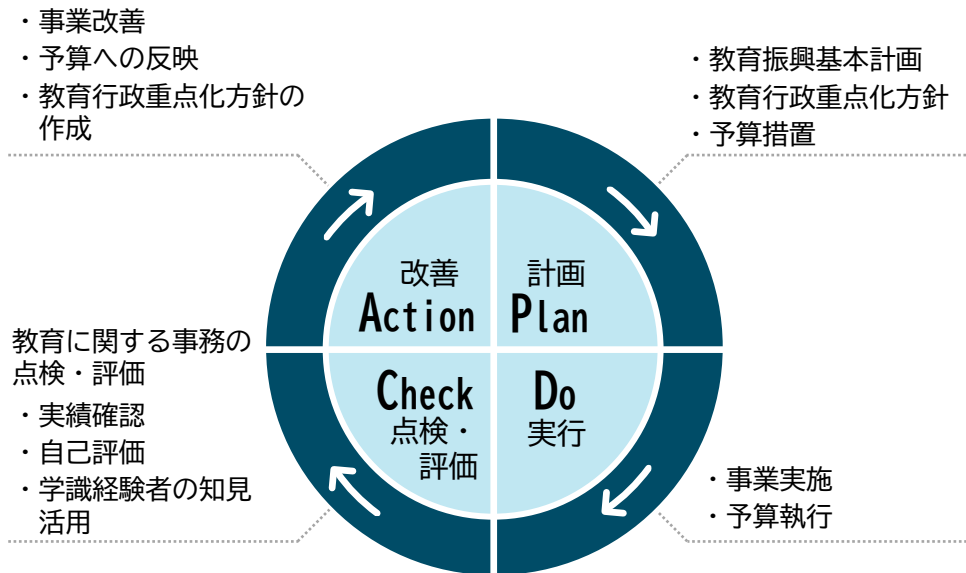 ・事業改善
・予算への反映
・教育行政重点化方針の
作成
・教育振興基本計画
・教育行政重点化方針
・予算措置
改善
Action
計画
Plan
教育に関する事務の
点検・評価
・実績確認
・自己評価
・学識経験者の知見
活用
Check
点検・
評価
Do
実行
・事業実施
・予算執行